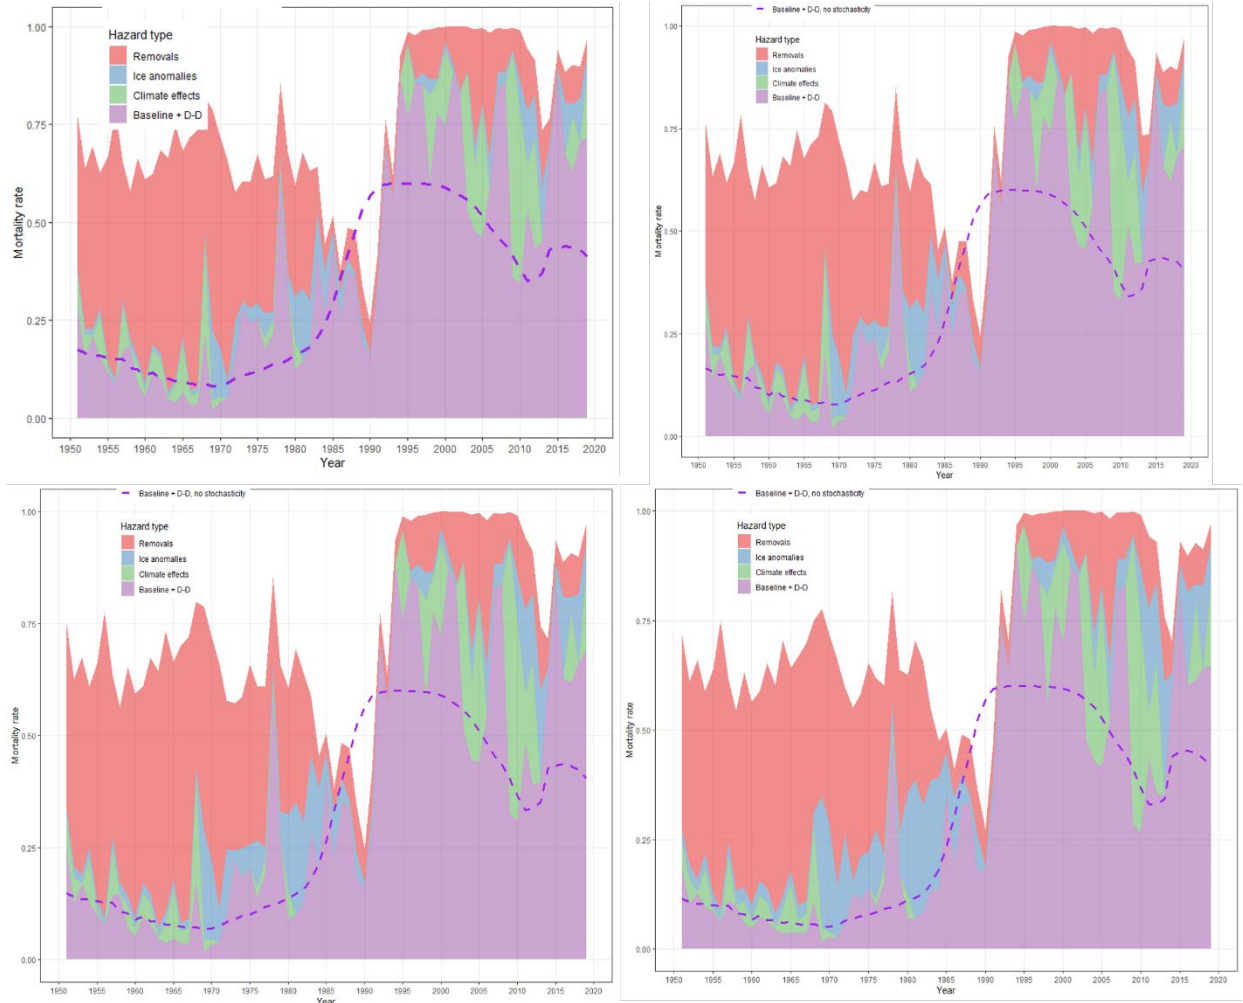 Hazard type
Removals
Ice anomalies
Climate effects
Baseline + D-D
Mortality rate
1.00
0.75
0.50
0.25
0.00
1950 1955 1960 1965 1970 1975 1980 1985 1990 1995 2000 2005 2010 2015 2020
Year
Baseline + D-D, no stochasticity
Hazard type
Removals
Ice anomalies
Climate effects
Baseline + D-D
Mortality rate
1.00
0.75
0.50
0.25
0.00
1950 1955 1960 1965 1970 1975 1980 1985 1990 1995 2000 2005 2010 2015 2020
Year
Baseline + D-D, no stochasticity
Hazard type
Removals
Ice anomalies
Climate effects
Baseline + D-D
Mortality rate
1.00
0.75
0.50
0.25
0.00
1950 1955 1960 1965 1970 1975 1980 1985 1990 1995 2000 2005 2010 2015 2020
Year
Baseline + D-D, no stochasticity
Hazard type
Removals
Ice anomalies
Climate effects
Baseline + D-D
Mortality rate
1.00
0.75
0.50
0.25
0.00
1950 1955 1960 1965 1970 1975 1980 1985 1990 1995 2000 2005 2010 2015 2020
Year